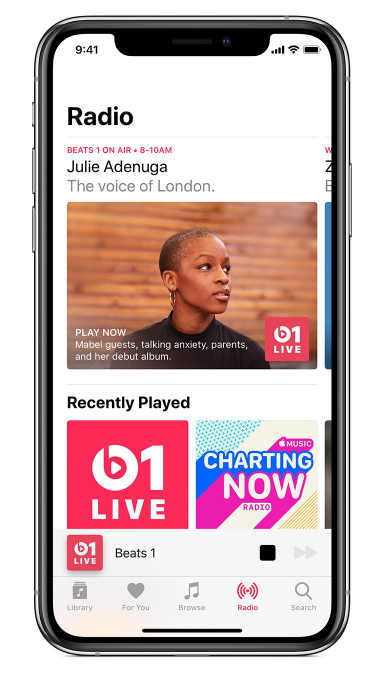 9:41
Radio
BEATS 1 ON AIR • 8-10AM
Julie Adenuga
The voice of London.
PLAY NOW
Mabel guests, talking anxiety, parents,
and her debut album.
1
LIVE
Recently Played
1
LIVE
MUSIC
CHARTING
NOW
RADIO
1
LIVE
Beats 1
Library
For You
Browse
Radio
Search